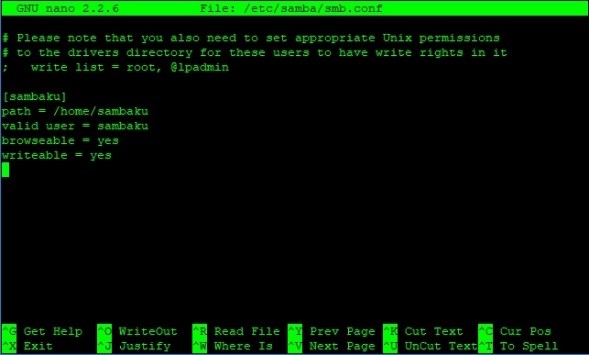 GNU nano 2.2.6 File: /etc/samba/smb.conf
# Please note that you also need to set appropriate Unix permissions
# to the drivers directory for these users to have write rights in it
; write list = root, @lpadmin
[sambaku]
path = /home/sambaku
valid user = sambaku
browseable = yes
writeable = yes
^G Get Help ^O WriteOut ^R Read File ^Y Prev Page ^K Cut Text ^C Cur Pos
^X Exit ^J Justify ^W Where Is ^V Next Page ^U UnCut Text ^T To Spell